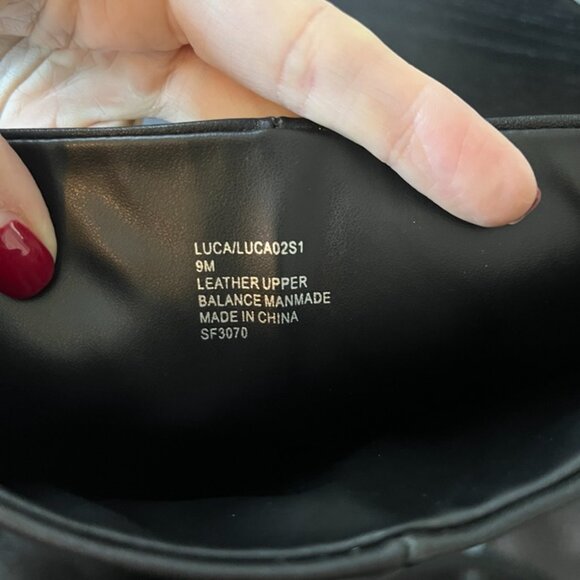 LUCA/LUCA02S1
9M
LEATHER UPPER
BALANCE MANMADE
MADE IN CHINA
SF3070